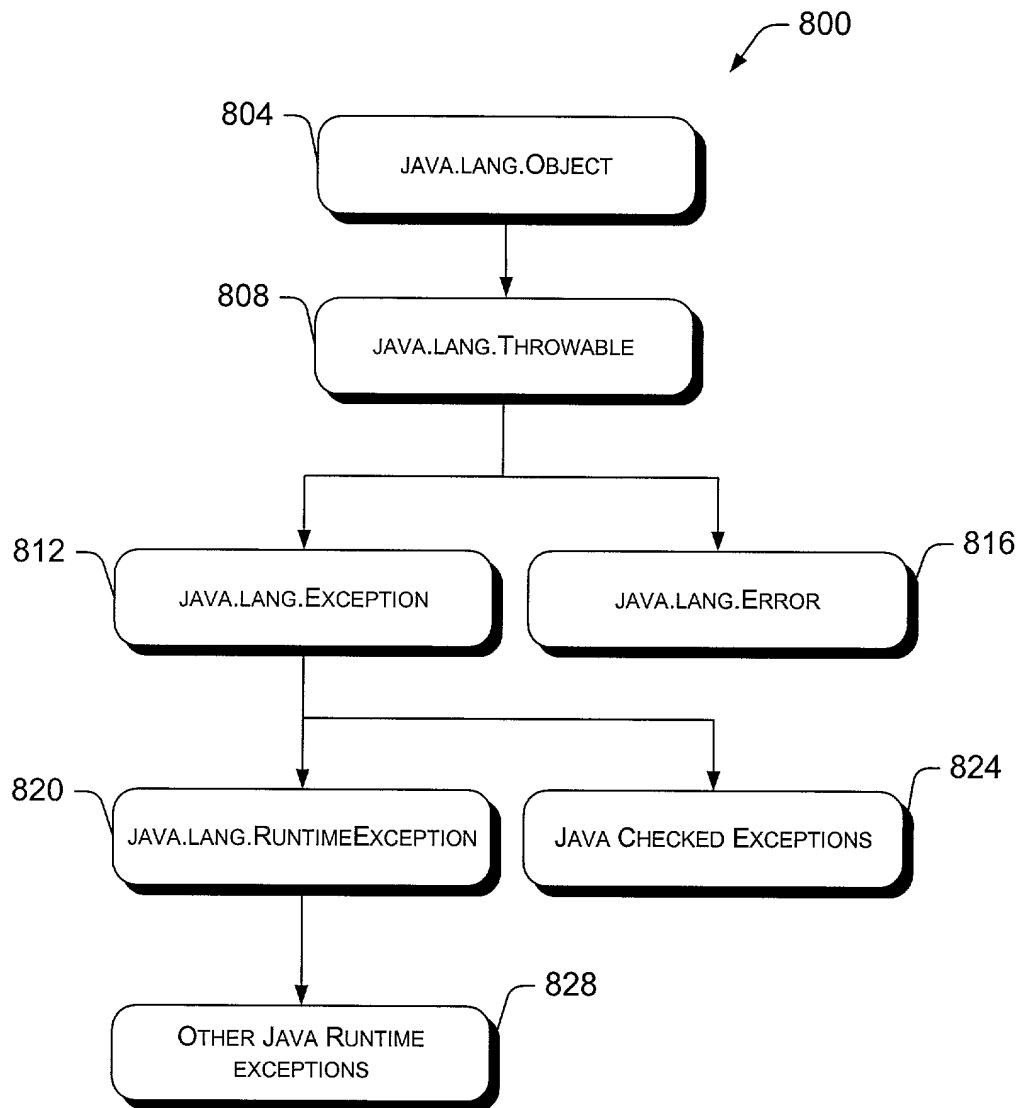 800
804
JAVA.LANG.OBJECT
808
JAVA.LANG.THROWABLE
812
JAVA.LANG.EXCEPTION
816
JAVA.LANG.ERROR
820
JAVA.LANG.RUNTIMEEXCEPTION
824
JAVA CHECKED EXCEPTIONS
828
OTHER JAVA RUNTIME
EXCEPTIONS